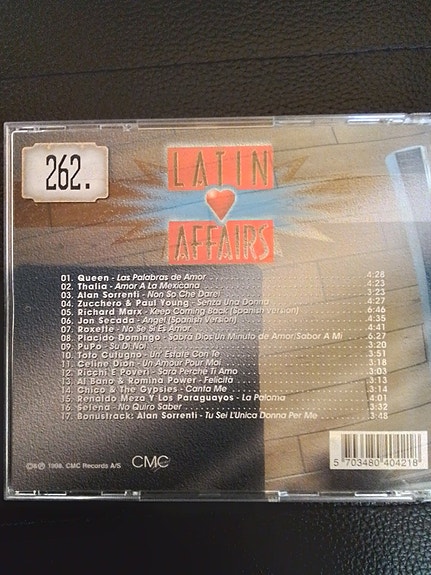 262.
LATIN
AFFAIRS
01. Queen - Las Palabras de Amor 4:28
02. Thalia - Amor A La Mexicana 4:23
03. Alan Sorrenti - Non So Che Darei 3:23
04. Zucchero & Paul Young - Senza Una Donna 4:27
05. Richard Marx - Keep Coming Back (Spanish version) 6:46
06. Jon Secada - Angel (Spanish Version) 4:35
07. Roxette - No Se Si Es Amor 4:41
08. Placido Domingo - Sabra Dios\Un Minuto de Amor\Sabor A Mi 6:27
09. PuPo - Su Di Noi 3:20
10. Toto Cutugno - Un' Estate Con Te 3:51
11. Celine Dion - Un Amour Pour Moi 3:18
12. Ricchi E Poveri - Sarà Perché Ti Amo 3:03
13. Al Bano & Romina Power - Felicità 3:13
14. Chico & The Gypsies - Canta Me 3:14
15. Renaldo Meza Y Los Paraguayos - La Paloma 4:01
16. Selena - No Quiro Saber 3:32
17. Bonustrack: Alan Sorrenti - Tu Sei L'Unica Donna Per Me 3:48
©&℗ 1998, CMC Records A/S
CMC
5 703480 404218